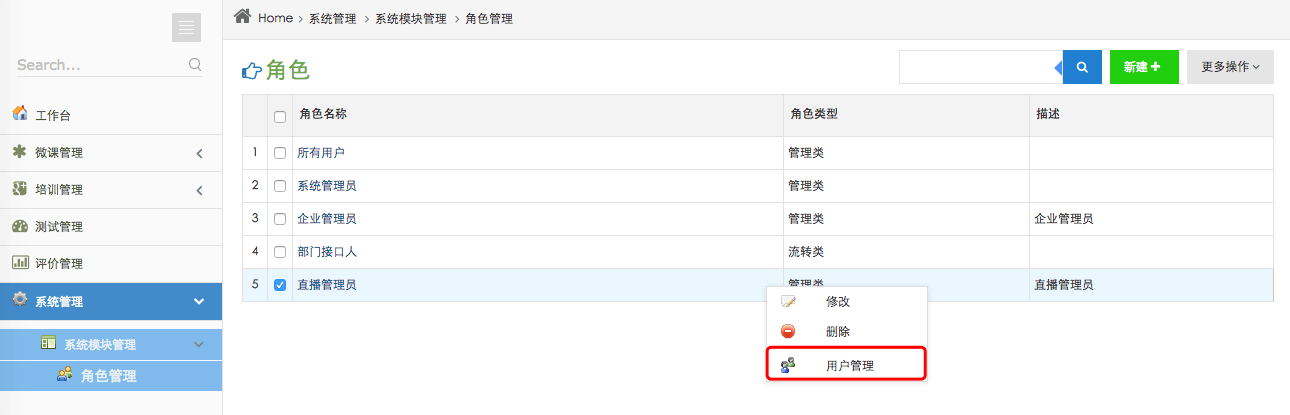 Home > 系统管理 > 系统模块管理 > 角色管理
Search...
工作台
微课管理
培训管理
测试管理
评价管理
系统管理
系统模块管理
角色管理
角色
新建
更多操作
角色名称 角色类型 描述
1 所有用户 管理类
2 系统管理员 管理类
3 企业管理员 管理类 企业管理员
4 部门接口人 流转类
5 直播管理员 管理类 直播管理员
修改
删除
用户管理